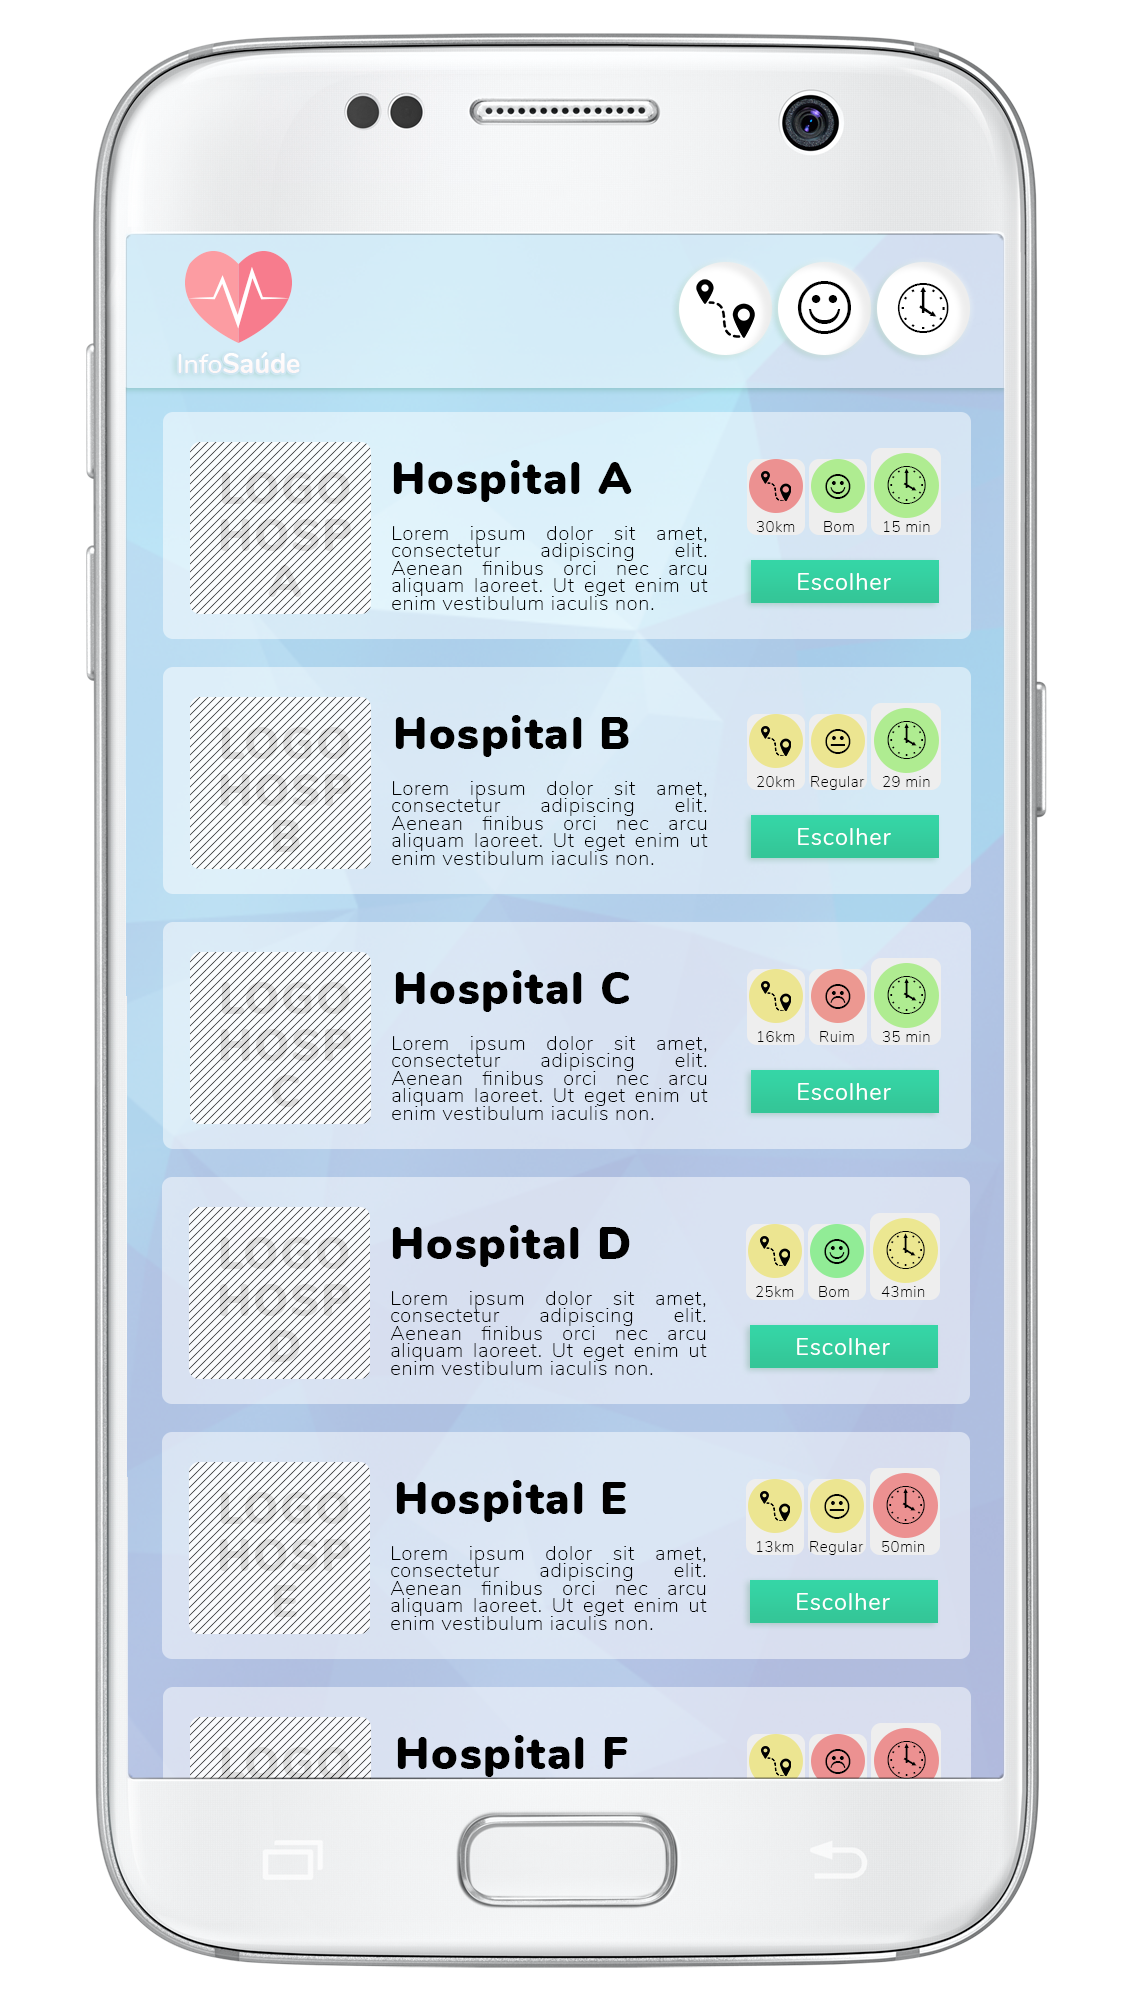 InfoSaúde
LOGO
HOSP
A
Hospital A
Lorem ipsum dolor sit amet,
consectetur adipiscing elit.
Aenean finibus orci nec arcu
aliquam laoreet. Ut eget enim ut
enim vestibulum iaculis non.
30km
Bom
15 min
Escolher
LOGO
HOSP
B
Hospital B
Lorem ipsum dolor sit amet,
consectetur adipiscing elit.
Aenean finibus orci nec arcu
aliquam laoreet. Ut eget enim ut
enim vestibulum iaculis non.
20km
Regular
29 min
Escolher
LOGO
HOSP
C
Hospital C
Lorem ipsum dolor sit amet,
consectetur adipiscing elit.
Aenean finibus orci nec arcu
aliquam laoreet. Ut eget enim ut
enim vestibulum iaculis non.
16km
Ruim
35 min
Escolher
LOGO
HOSP
D
Hospital D
Lorem ipsum dolor sit amet,
consectetur adipiscing elit.
Aenean finibus orci nec arcu
aliquam laoreet. Ut eget enim ut
enim vestibulum iaculis non.
25km
Bom
43min
Escolher
LOGO
HOSP
E
Hospital E
Lorem ipsum dolor sit amet,
consectetur adipiscing elit.
Aenean finibus orci nec arcu
aliquam laoreet. Ut eget enim ut
enim vestibulum iaculis non.
13km
Regular
50min
Escolher
LOGO
Hospital F